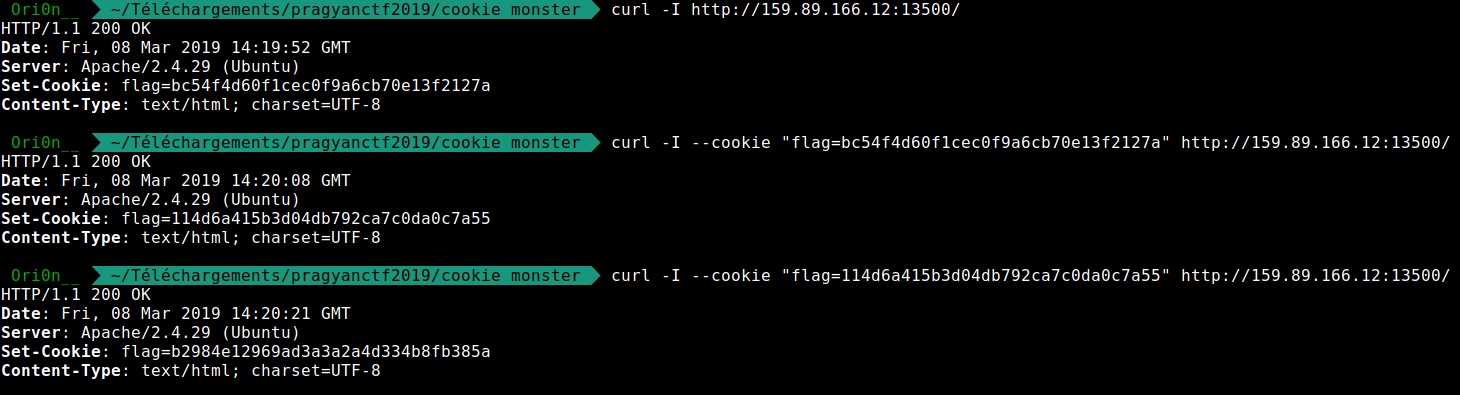 Ori0n__ ~/Téléchargements/pragyanctf2019/cookie monster curl -I http://159.89.166.12:13500/
HTTP/1.1 200 OK
Date: Fri, 08 Mar 2019 14:19:52 GMT
Server: Apache/2.4.29 (Ubuntu)
Set-Cookie: flag=bc54f4d60f1cec0f9a6cb70e13f2127a
Content-Type: text/html; charset=UTF-8
Ori0n__ ~/Téléchargements/pragyanctf2019/cookie monster curl -I --cookie "flag=bc54f4d60f1cec0f9a6cb70e13f2127a" http://159.89.166.12:13500/
HTTP/1.1 200 OK
Date: Fri, 08 Mar 2019 14:20:08 GMT
Server: Apache/2.4.29 (Ubuntu)
Set-Cookie: flag=114d6a415b3d04db792ca7c0da0c7a55
Content-Type: text/html; charset=UTF-8
Ori0n__ ~/Téléchargements/pragyanctf2019/cookie monster curl -I --cookie "flag=114d6a415b3d04db792ca7c0da0c7a55" http://159.89.166.12:13500/
HTTP/1.1 200 OK
Date: Fri, 08 Mar 2019 14:20:21 GMT
Server: Apache/2.4.29 (Ubuntu)
Set-Cookie: flag=b2984e12969ad3a3a2a4d334b8fb385a
Content-Type: text/html; charset=UTF-8